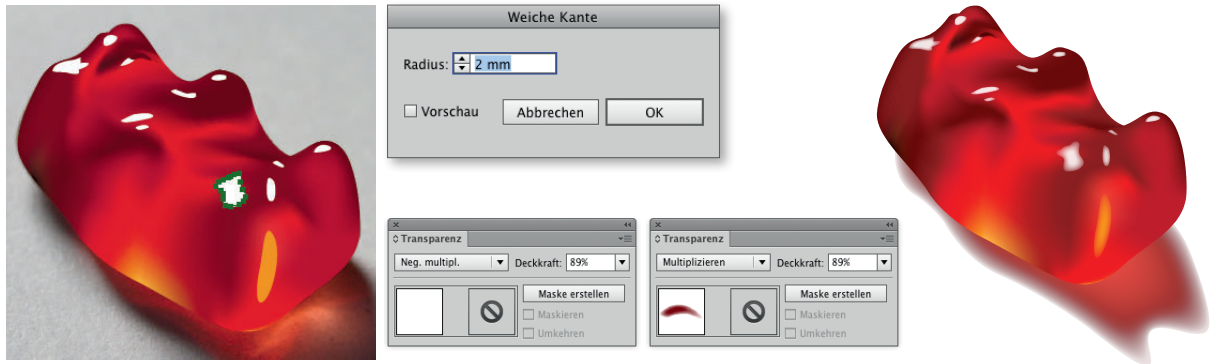 Weiche Kante
Radius: 2 mm
Vorschau
Abbrechen
OK
Transparenz
Neg. multipl.
Deckkraft: 89%
Maske erstellen
Maskieren
Umkehren
Transparenz
Multiplizieren
Deckkraft: 89%
Maske erstellen
Maskieren
Umkehren